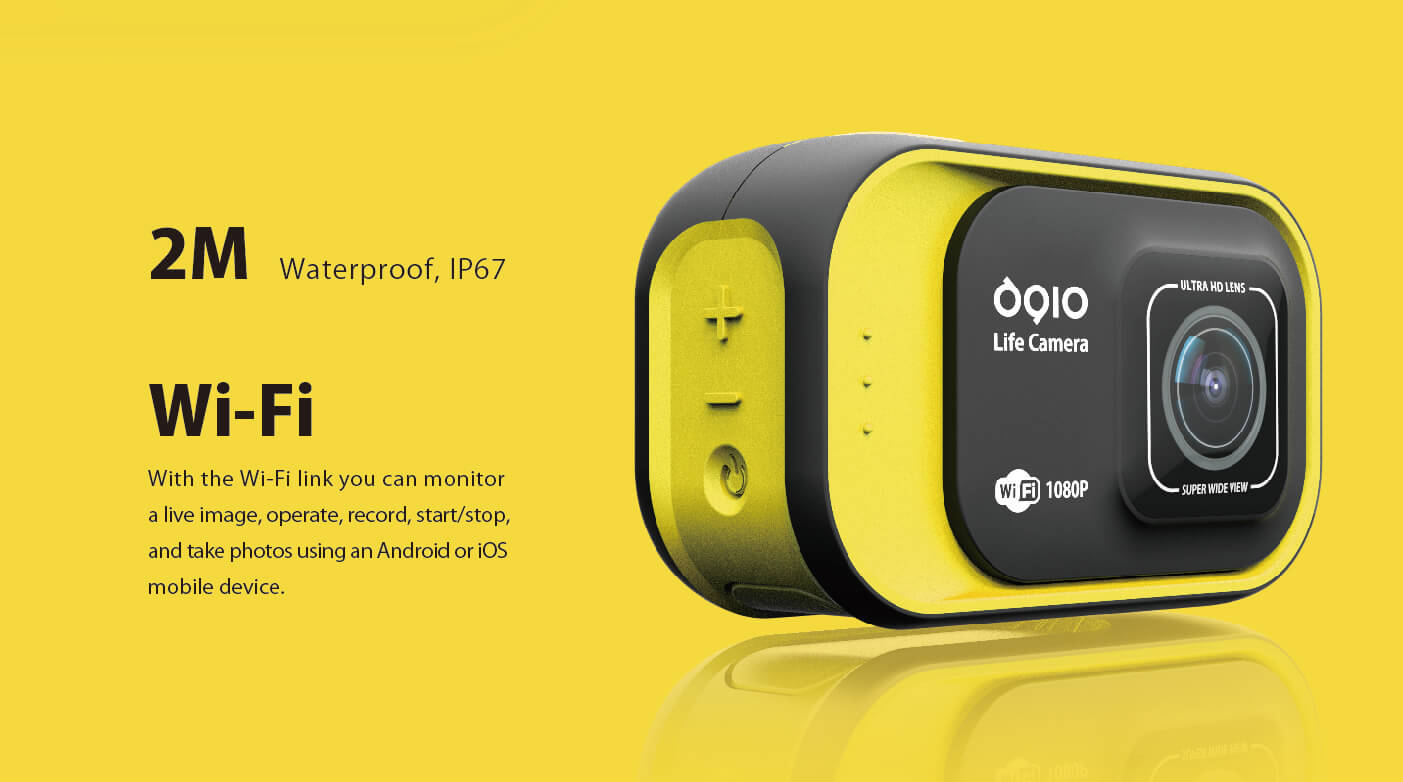 2M Waterproof, IP67
Wi-Fi
With the Wi-Fi link you can monitor
a live image, operate, record, start/stop,
and take photos using an Android or iOS
mobile device.
Life Camera
ULTRA HD LENS
SUPER WIDE VIEW
Wi Fi 1080P